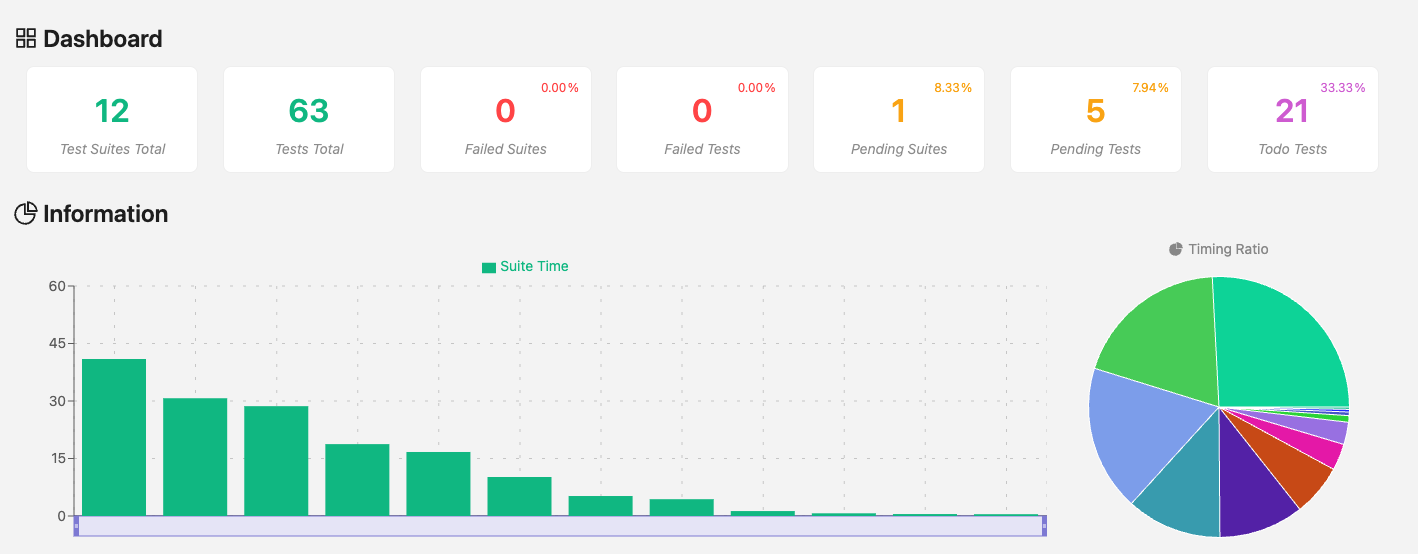 Dashboard
12
Test Suites Total
63
Tests Total
0.00%
0
Failed Suites
0.00%
0
Failed Tests
8.33%
1
Pending Suites
7.94%
5
Pending Tests
33.33%
21
Todo Tests
Information
Suite Time
60
45
30
15
0
Timing Ratio